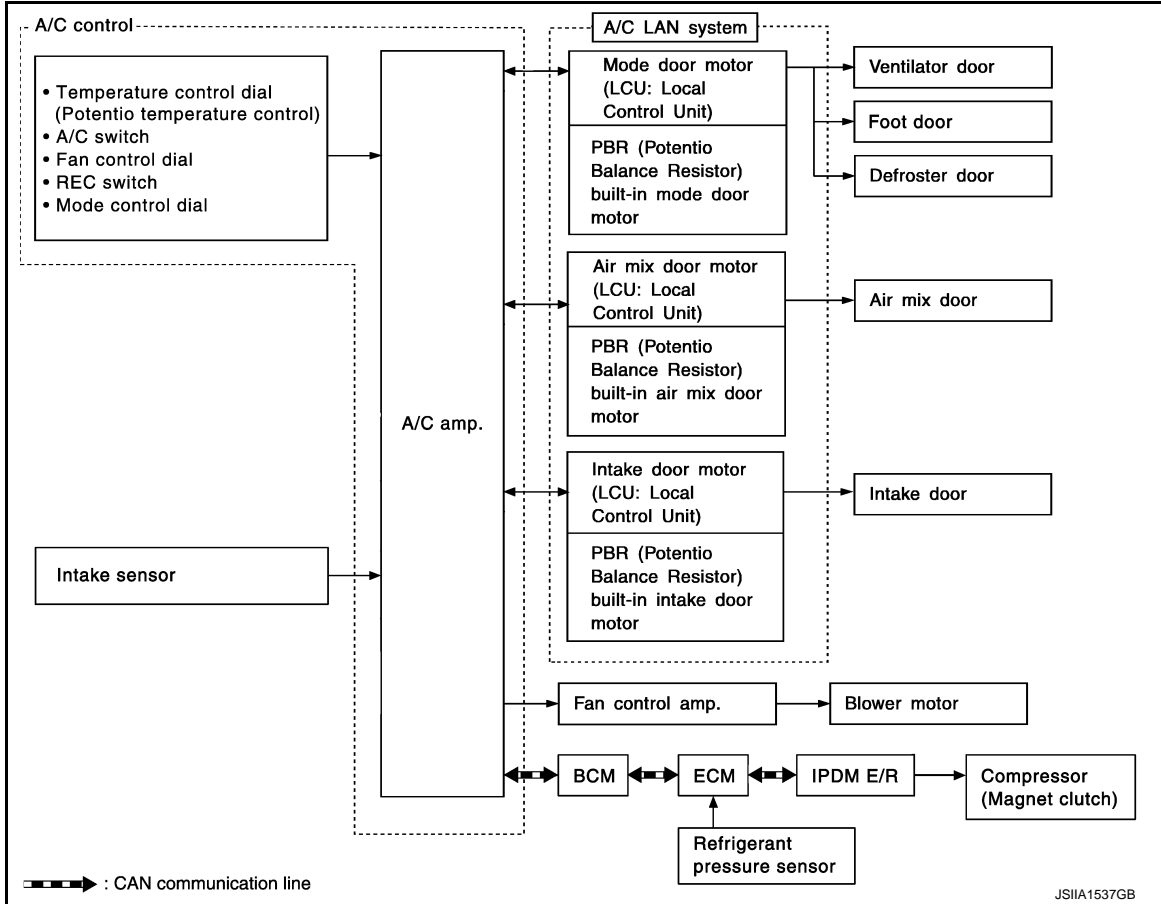 A/C control
• Temperature control dial
(Potentio temperature control)
• A/C switch
• Fan control dial
• REC switch
• Mode control dial
Intake sensor
A/C amp.
A/C LAN system
Mode door motor
(LCU: Local
Control Unit)
PBR (Potentio
Balance Resistor)
built-in mode door
motor
Air mix door motor
(LCU: Local
Control Unit)
PBR (Potentio
Balance Resistor)
built-in air mix door
motor
Intake door motor
(LCU: Local
Control Unit)
PBR (Potentio
Balance Resistor)
built-in intake door
motor
Ventilator door
Foot door
Defroster door
Air mix door
Intake door
Fan control amp.
Blower motor
BCM
ECM
IPDM E/R
Compressor
(Magnet clutch)
Refrigerant
pressure sensor
: CAN communication line
JSIIA1537GB